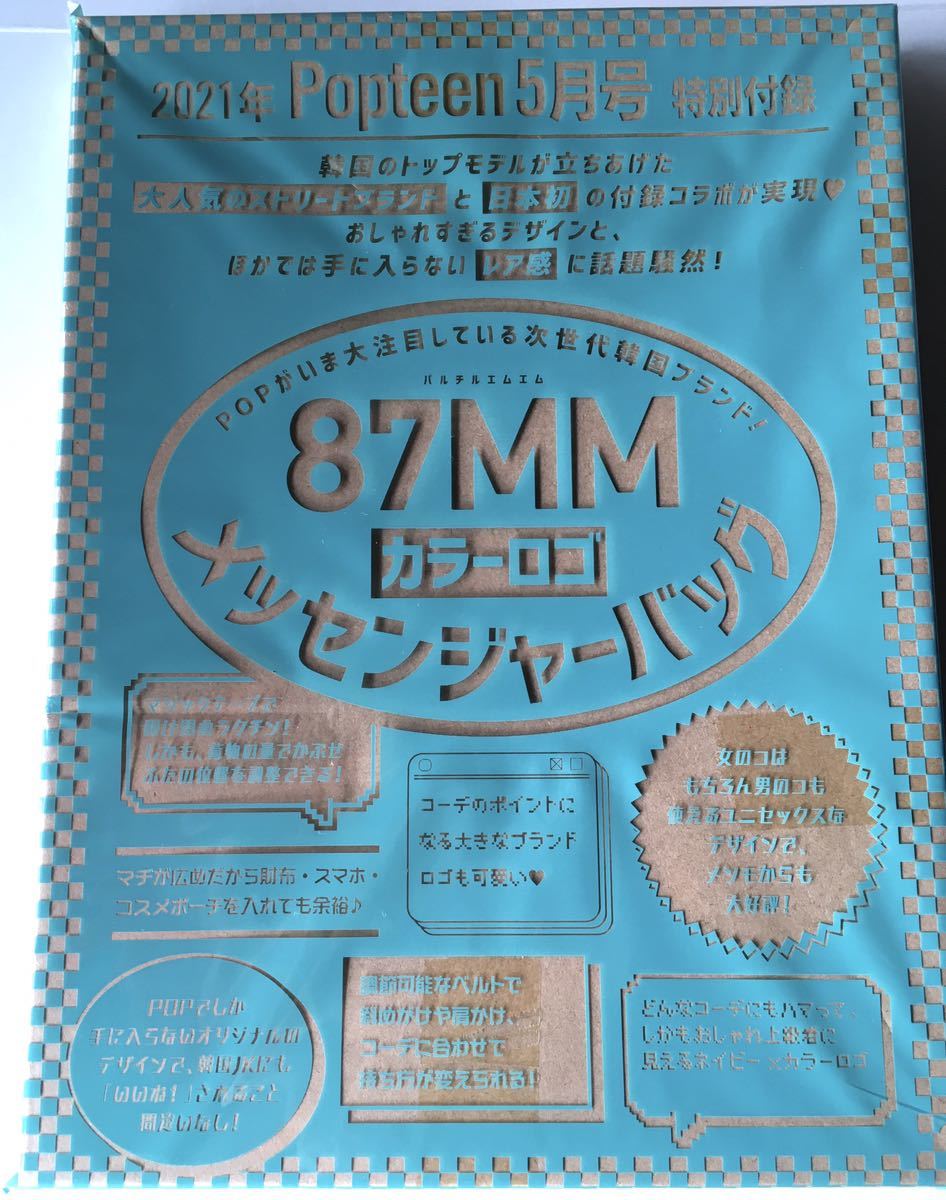 2021年 Popteen 5月号 特別付録
韓国のトップモデルが立ちあげた
大人気のストリートブランドと日本初の付録コラボが実現♥
おしゃれすぎるデザインと、
ほかでは手に入らないレア感に話題騒然！
POPがいま大注目している次世代韓国ブランド！
パルチルエムエム
87MM
カラーロゴ
メッセンジャーバッグ
マジックテープで
開け閉めラクチン！
しかも、荷物の量でかぶせ
ふたの位置を調整できる！
マチが広めだから財布・スマホ・
コスメポーチを入れても余裕♪
コーデのポイントに
なる大きなブランド
ロゴも可愛い♥
女のコは
もちろん男のコも
使えるユニセックスな
デザインで、
メンモからも
大好評！
POPでしか
手に入らないオリジナルの
デザインで、韓国JKにも
「いいね！」されること
間違いなし！
調節可能なベルトで
斜めがけや肩かけ、
コーデに合わせて
持ち方が変えられる！
どんなコーデにもハマって、
しかもおしゃれ上級者に
見えるネイビー×カラーロゴ